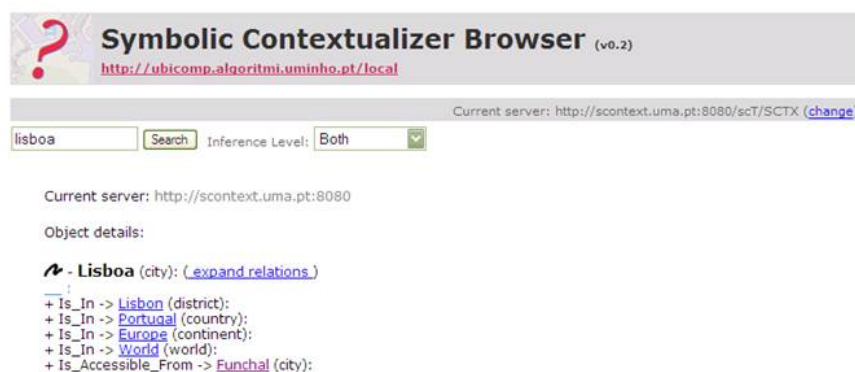 Symbolic Contextualizer Browser (v0.2)
http://ubicomp.algoritmi.uminho.pt/local
Current server: http://scontext.uma.pt:8080/scT/SCTX (change)
lisboa Search Inference Level: Both
Current server: http://scontext.uma.pt:8080
Object details:
- Lisboa (city): ( expand relations )
:
+ Is_In -> Lisbon (district):
+ Is_In -> Portugal (country):
+ Is_In -> Europe (continent):
+ Is_In -> World (world):
+ Is_Accessible_From -> Funchal (city):